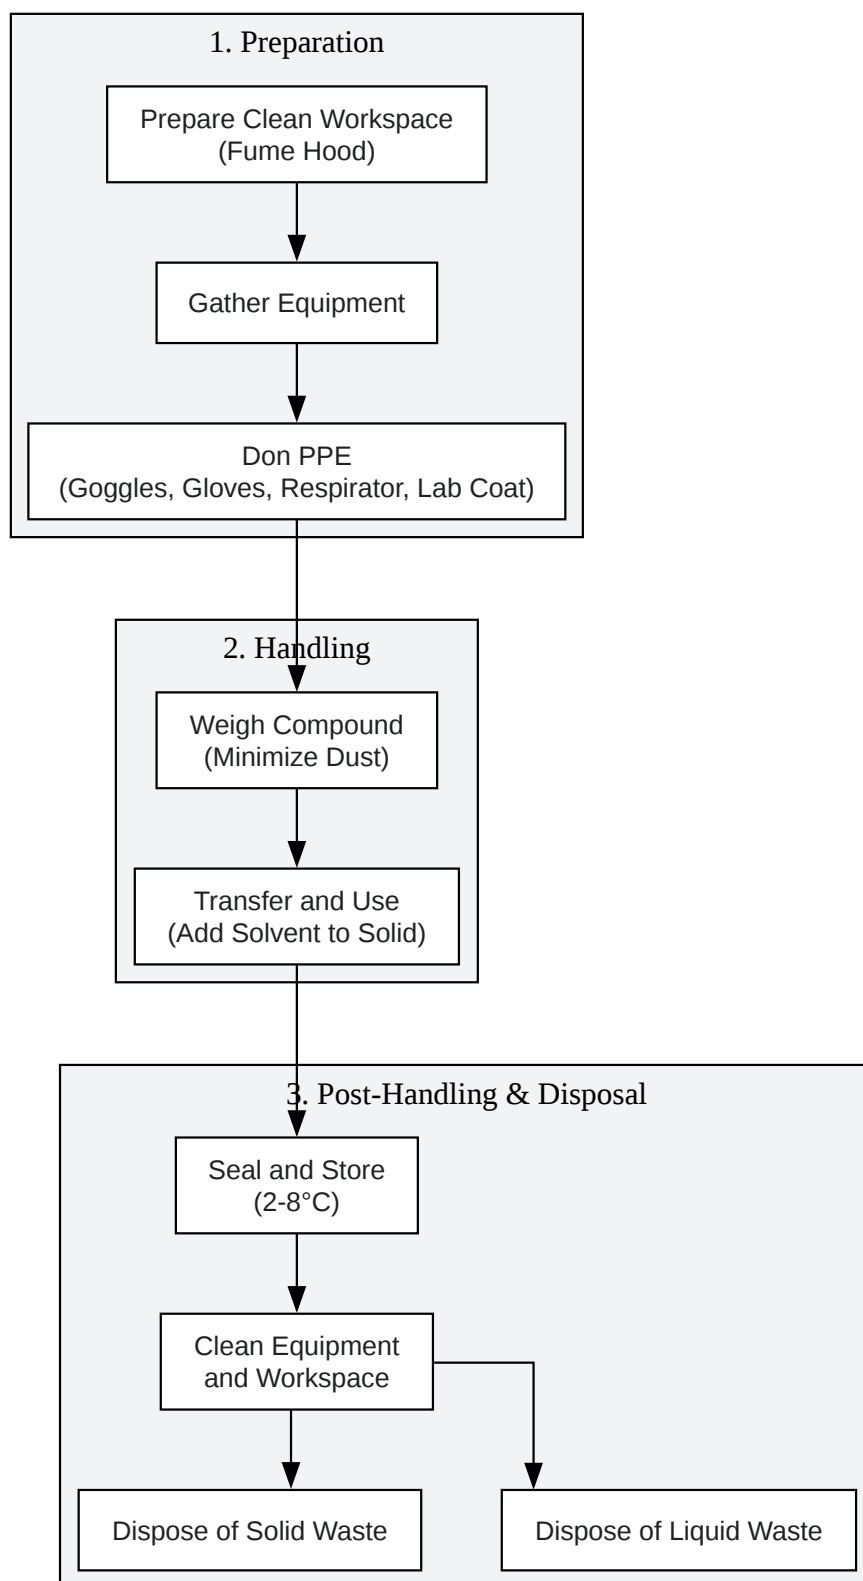 1. Preparation
Prepare Clean Workspace
(Fume Hood)
Gather Equipment
Don PPE
(Goggles, Gloves, Respirator, Lab Coat)
2. Handling
Weigh Compound
(Minimize Dust)
Transfer and Use
(Add Solvent to Solid)
3. Post-Handling & Disposal
Seal and Store
(2-8°C)
Clean Equipment
and Workspace
Dispose of Solid Waste
Dispose of Liquid Waste